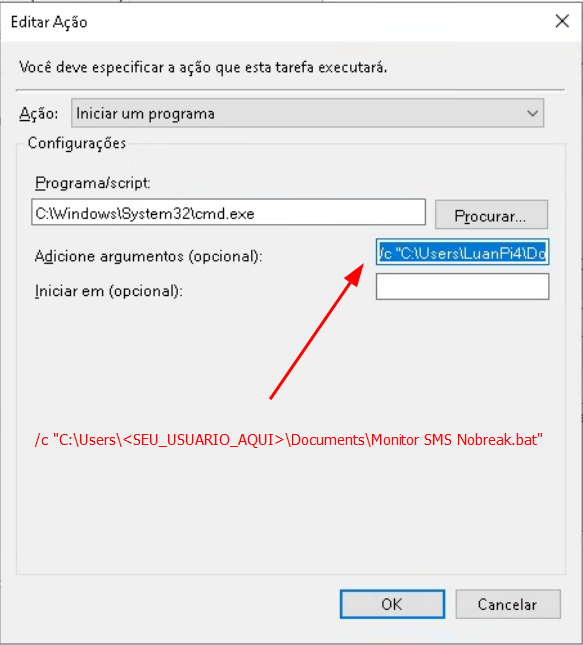 Editar Ação
Você deve especificar a ação que esta tarefa executará.
Ação: Iniciar um programa
Configurações
Programa/script:
C:\Windows\System32\cmd.exe Procurar...
Adicione argumentos (opcional): /c "C:\Users\LuanPi4\Do
Iniciar em (opcional):
/c "C:\Users\<SEU_USUARIO_AQUI>\Documents\Monitor SMS Nobreak.bat"
OK Cancelar